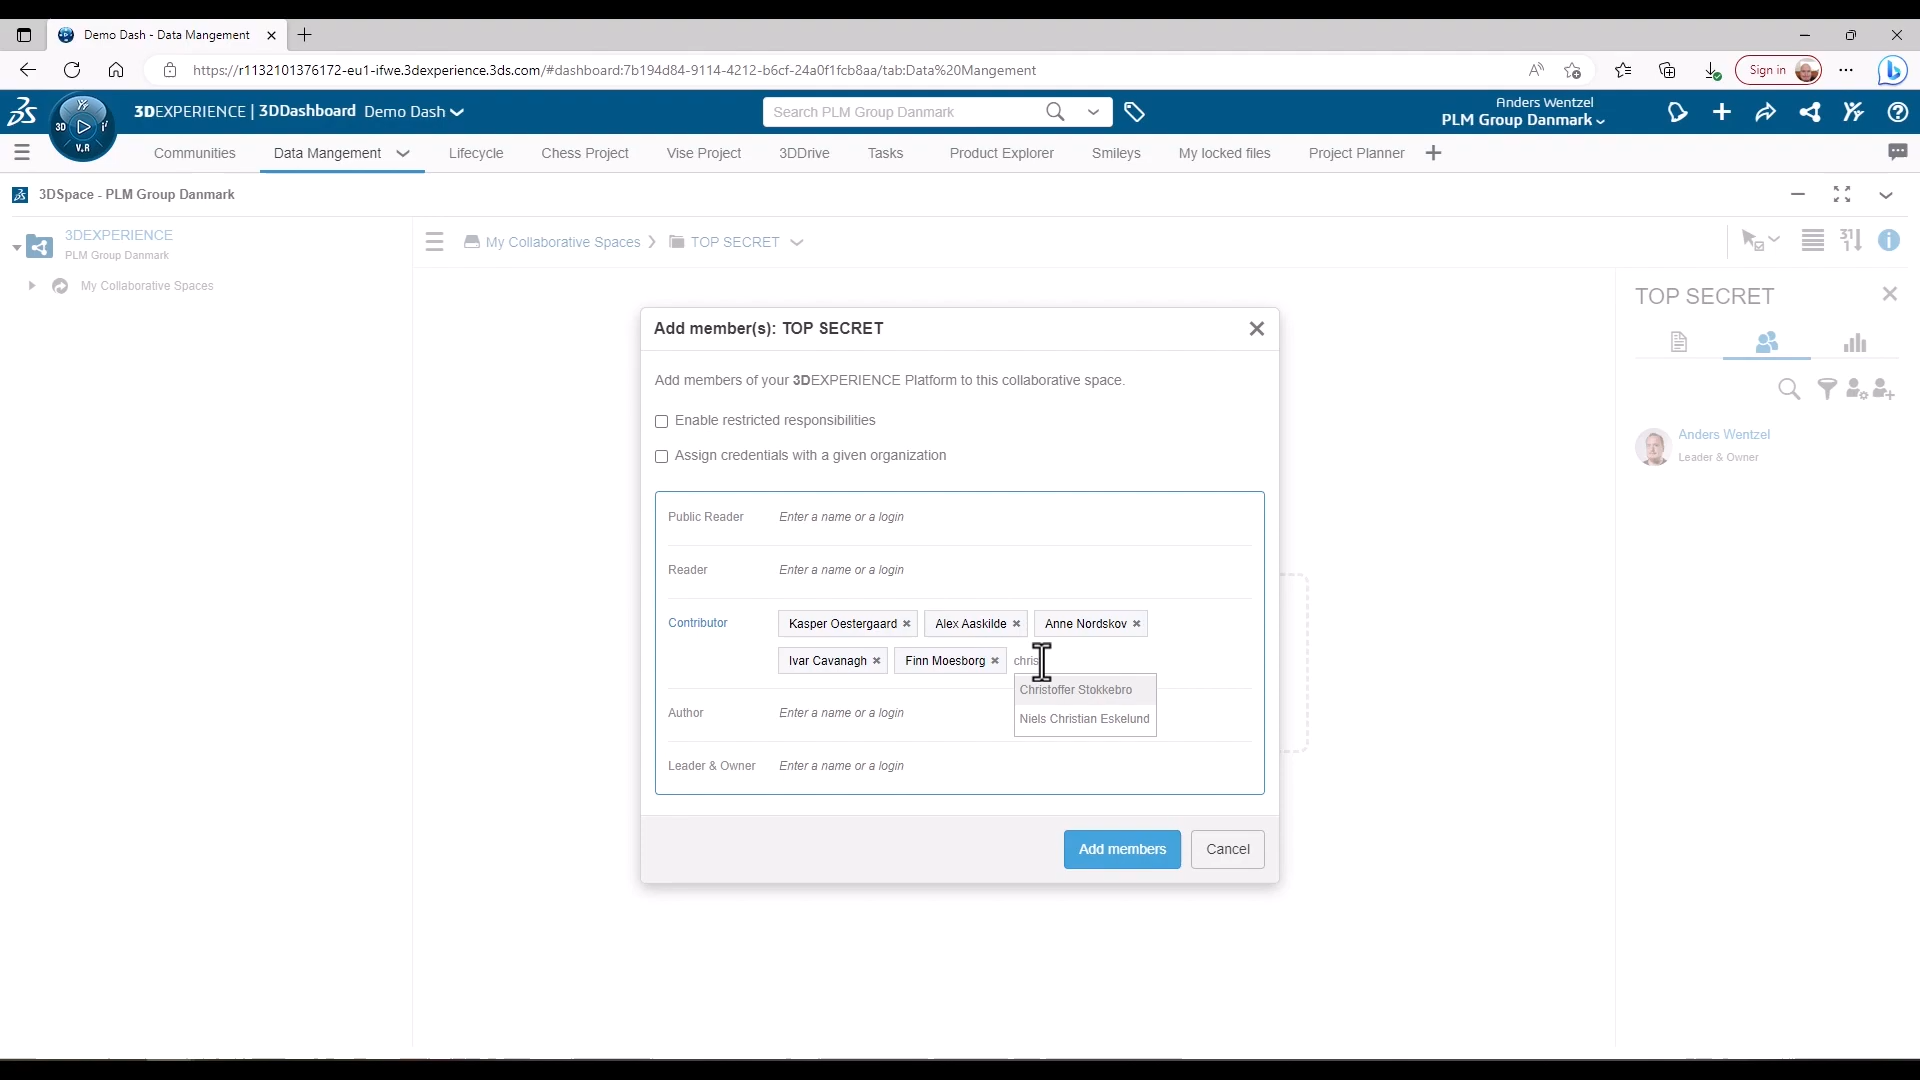 Demo Dash - Data Mangement
https://r1132101376172-eu1-ifwe.3dexperience.3ds.com/#dashboard:7b194d84-9114-4212-b6cf-24a0f1fcb8aa/tab:Data%20Mangement
Sign in
3DEXPERIENCE | 3DDashboard Demo Dash
Search PLM Group Danmark
Anders Wentzel
PLM Group Danmark
3D
V.R
Communities Data Mangement Lifecycle Chess Project Vise Project 3DDrive Tasks Product Explorer Smileys My locked files Project Planner
3DSpace - PLM Group Danmark
3DEXPERIENCE
PLM Group Danmark
My Collaborative Spaces
My Collaborative Spaces TOP SECRET
TOP SECRET
Anders Wentzel
Leader & Owner
Add member(s): TOP SECRET
Add members of your 3DEXPERIENCE Platform to this collaborative space.
Enable restricted responsibilities
Assign credentials with a given organization
Public Reader Enter a name or a login
Reader Enter a name or a login
Contributor Kasper Oestergaard Alex Aaskilde Anne Nordskov
Ivar Cavanagh Finn Moesborg chris
Christoffer Stokkebro
Niels Christian Eskelund
Author Enter a name or a login
Leader & Owner Enter a name or a login
Add members Cancel